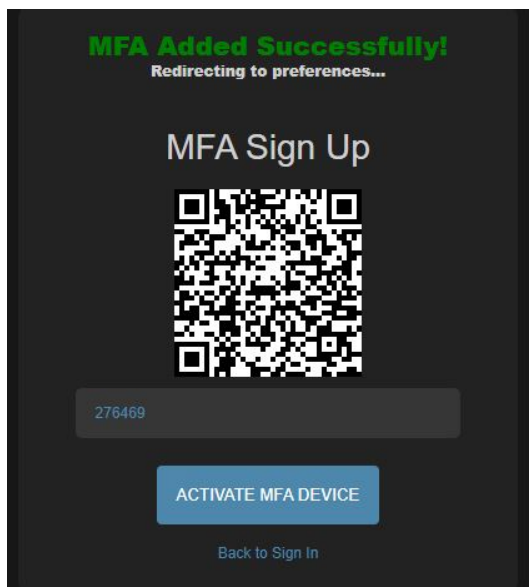 MFA Added Successfully!
Redirecting to preferences...
MFA Sign Up
276469
ACTIVATE MFA DEVICE
Back to Sign In